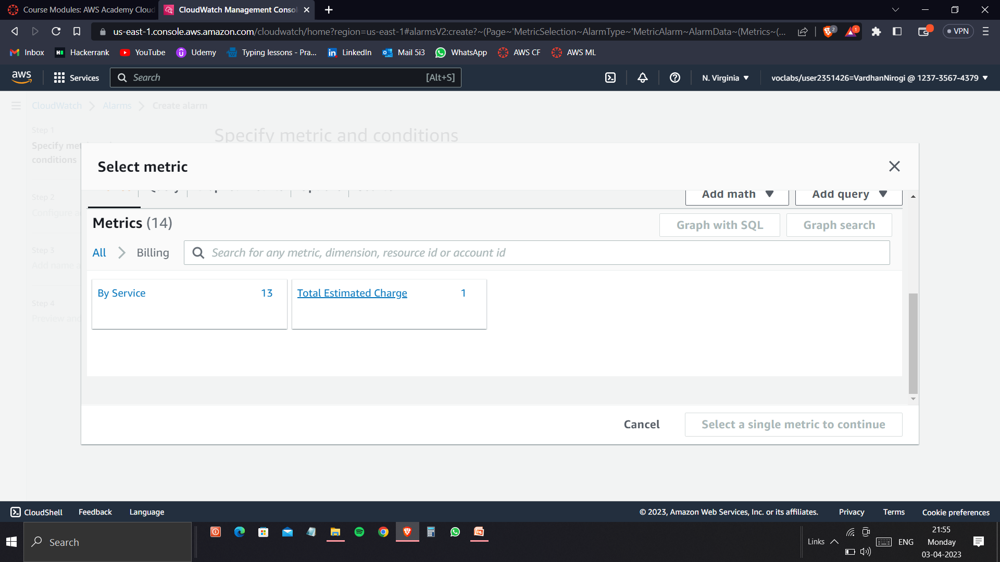 Course Modules: AWS Academy Cloud
CloudWatch Management Consol
us-east-1.console.aws.amazon.com/cloudwatch/home?region=us-east-1#alarmsV2:create?~(Page~'MetricSelection~AlarmType~'MetricAlarm~AlarmData~(Metrics~(...
2
1
VPN
Inbox
Hackerrank
YouTube
Udemy
Typing lessons - Pra...
LinkedIn
Mail 5i3
WhatsApp
AWS CF
AWS ML
aws
Services
Search
[Alt+S]
N. Virginia
voclabs/user2351426=VardhanNirogi @ 1237-3567-4379
CloudWatch
Alarms
Create alarm
Step 1
Specify
conditions
Specify metric and conditions
Step 2
Step 3
Add name
Step 4
Preview and
Select metric
Add math
Add query
Metrics (14)
Graph with SQL
Graph search
All
Billing
Search for any metric, dimension, resource id or account id
By Service 13
Total Estimated Charge 1
Cancel
Select a single metric to continue
CloudShell
Feedback
Language
© 2023, Amazon Web Services, Inc. or its affiliates.
Privacy
Terms
Cookie preferences
Search
Links
ENG
21:55
Monday
03-04-2023